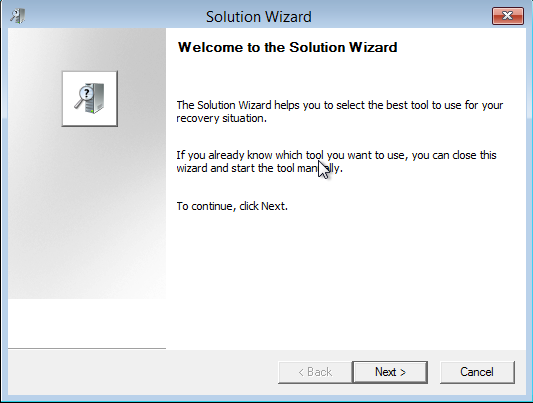 Solution Wizard
Welcome to the Solution Wizard
?
The Solution Wizard helps you to select the best tool to use for your
recovery situation.
If you already know which tool you want to use, you can close this
wizard and start the tool manually.
To continue, click Next.
< Back
Next >
Cancel